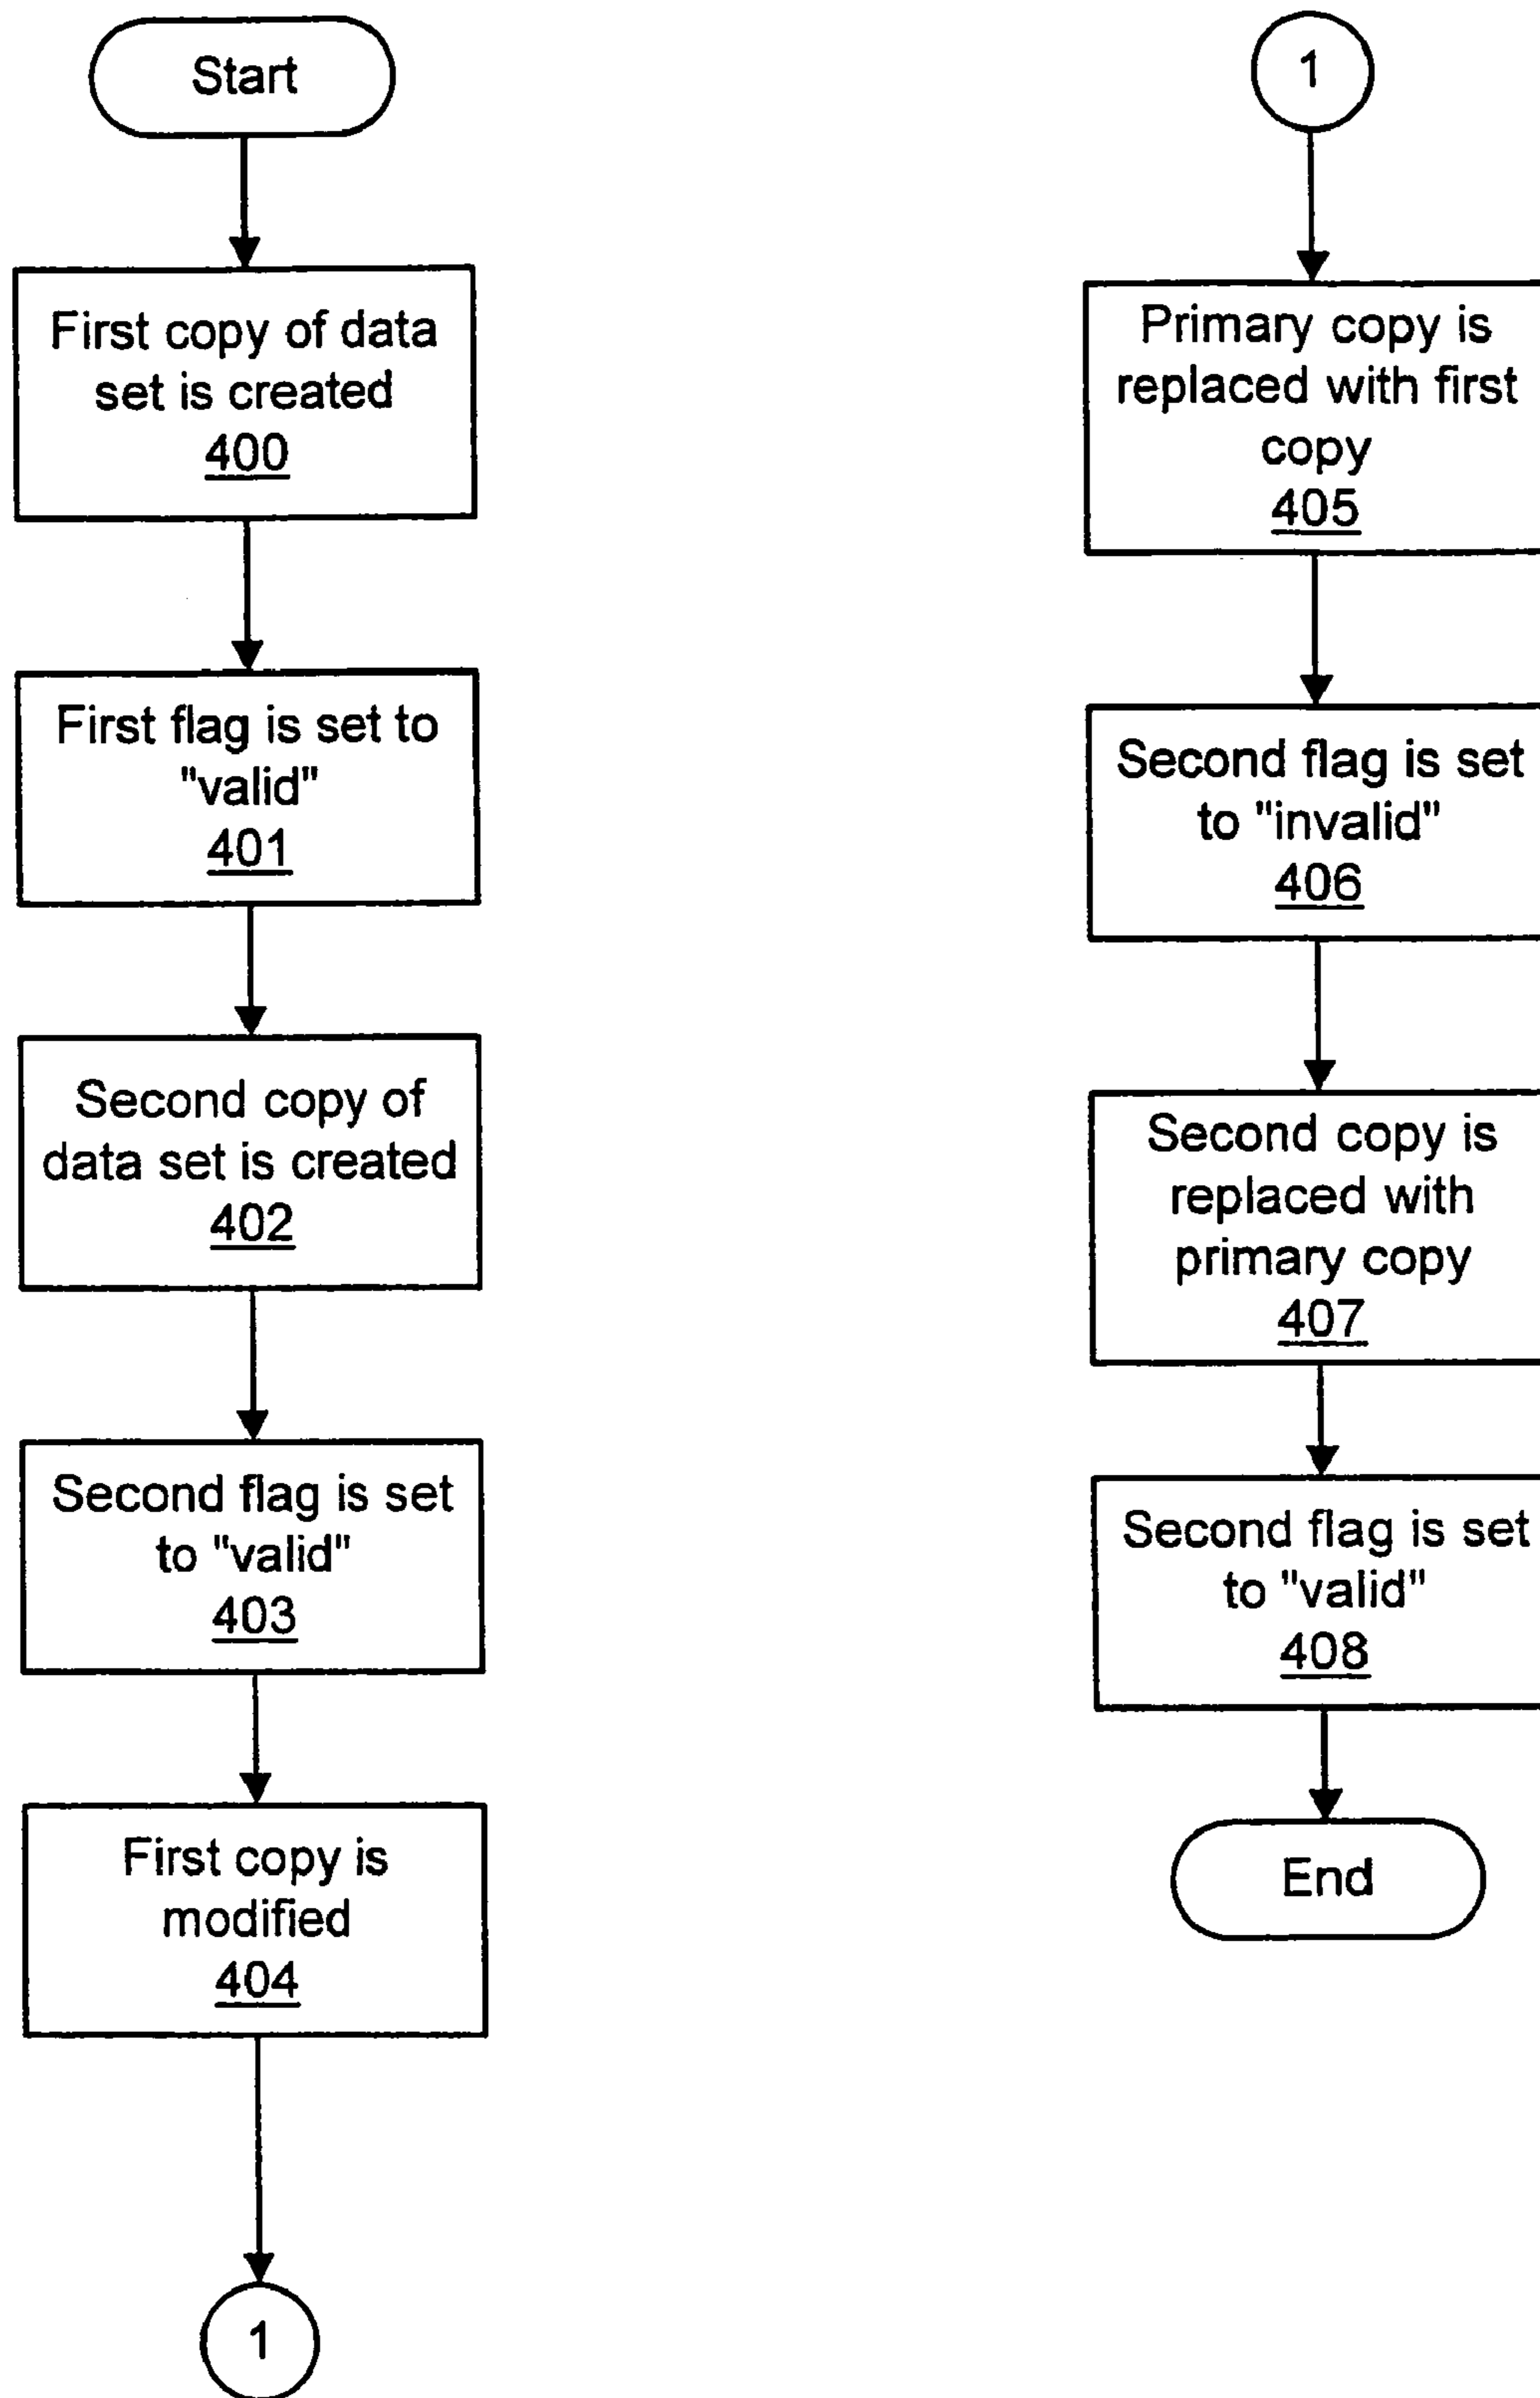 Start
First copy of data
set is created
400
First flag is set to
"valid"
401
Second copy of
data set is created
402
Second flag is set
to "valid"
403
First copy is
modified
404
1
1
Primary copy is
replaced with first
copy
405
Second flag is set
to "invalid"
406
Second copy is
replaced with
primary copy
407
Second flag is set
to "valid"
408
End